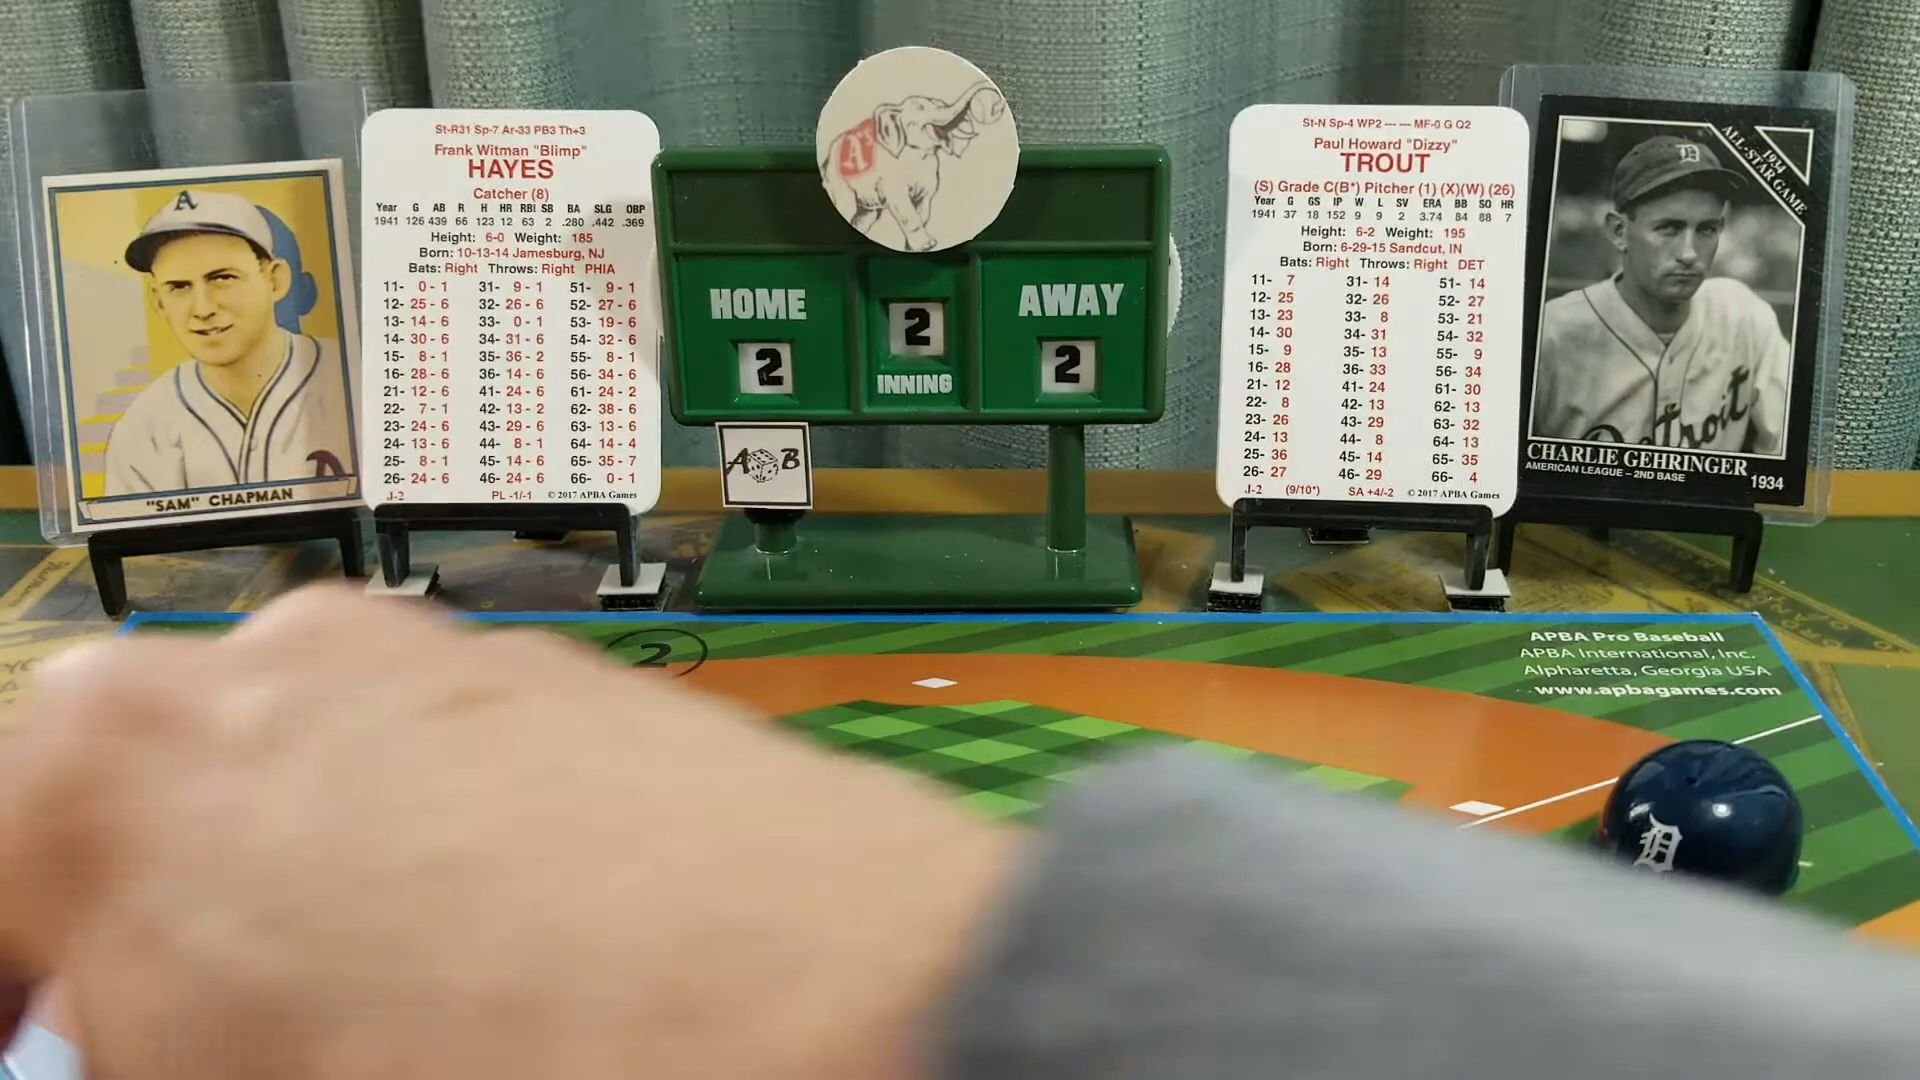 A
"SAM" CHAPMAN
St-R31 Sp-7 Ar-33 PB3 Th+3
Frank Witman "Blimp"
HAYES
Catcher (8)
Year G AB R H HR RBI SB BA SLG OBP
1941 126 439 66 123 12 63 2 .280 .442 .369
Height: 6-0 Weight: 185
Born: 10-13-14 Jamesburg, NJ
Bats: Right Throws: Right PHIA
11- 0 - 1 31- 9 - 1 51- 9 - 1
12- 25 - 6 32- 26 - 6 52- 27 - 6
13- 14 - 6 33- 0 - 1 53- 19 - 6
14- 30 - 6 34- 31 - 6 54- 32 - 6
15- 8 - 1 35- 36 - 2 55- 8 - 1
16- 28 - 6 36- 14 - 6 56- 34 - 6
21- 12 - 6 41- 24 - 6 61- 24 - 2
22- 7 - 1 42- 13 - 2 62- 38 - 6
23- 24 - 6 43- 29 - 6 63- 13 - 6
24- 13 - 6 44- 8 - 1 64- 14 - 4
25- 8 - 1 45- 14 - 6 65- 35 - 7
26- 24 - 6 46- 24 - 6 66- 0 - 1
J-2 PL -1/-1 © 2017 APBA Games
A's
HOME
2
2
INNING
AWAY
2
A B
St-N Sp-4 WP2 --- --- MF-0 G Q2
Paul Howard "Dizzy"
TROUT
(S) Grade C(B*) Pitcher (1) (X)(W) (26)
Year G GS IP W L SV ERA BB SO HR
1941 37 18 152 9 9 2 3.74 84 88 7
Height: 6-2 Weight: 195
Born: 6-29-15 Sandcut, IN
Bats: Right Throws: Right DET
11- 7 31- 14 51- 14
12- 25 32- 26 52- 27
13- 23 33- 8 53- 21
14- 30 34- 31 54- 32
15- 9 35- 13 55- 9
16- 28 36- 33 56- 34
21- 12 41- 24 61- 30
22- 8 42- 13 62- 13
23- 26 43- 29 63- 32
24- 13 44- 8 64- 13
25- 36 45- 14 65- 35
26- 27 46- 29 66- 4
J-2 (9/10*) SA +4/-2 © 2017 APBA Games
1934
ALL-STAR GAME
D
Detroit
CHARLIE GEHRINGER
AMERICAN LEAGUE – 2ND BASE 1934
2
APBA Pro Baseball
APBA International, Inc.
Alpharetta, Georgia USA
www.apbagames.com
D